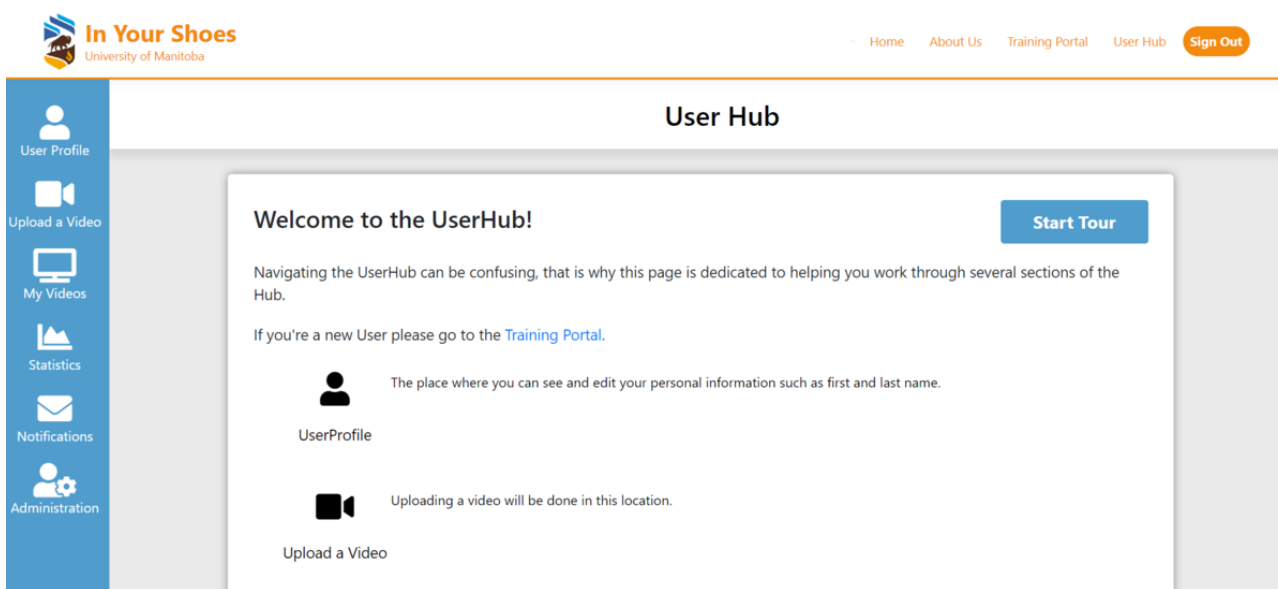 In Your Shoes
University of Manitoba
Home About Us Training Portal User Hub Sign Out
User Profile
Upload a Video
My Videos
Statistics
Notifications
Administration
User Hub
Welcome to the UserHub!
Start Tour
Navigating the UserHub can be confusing, that is why this page is dedicated to helping you work through several sections of the
Hub.
If you're a new User please go to the Training Portal.
The place where you can see and edit your personal information such as first and last name.
UserProfile
Uploading a video will be done in this location.
Upload a Video